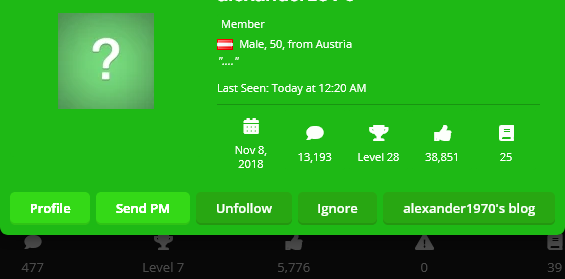 Member
Male, 50, from Austria
"...."
Last Seen: Today at 12:20 AM
Nov 8,
2018
13,193
Level 28
38,851
25
Profile
Send PM
Unfollow
Ignore
alexander1970's blog
477
Level 7
5,776
0
39